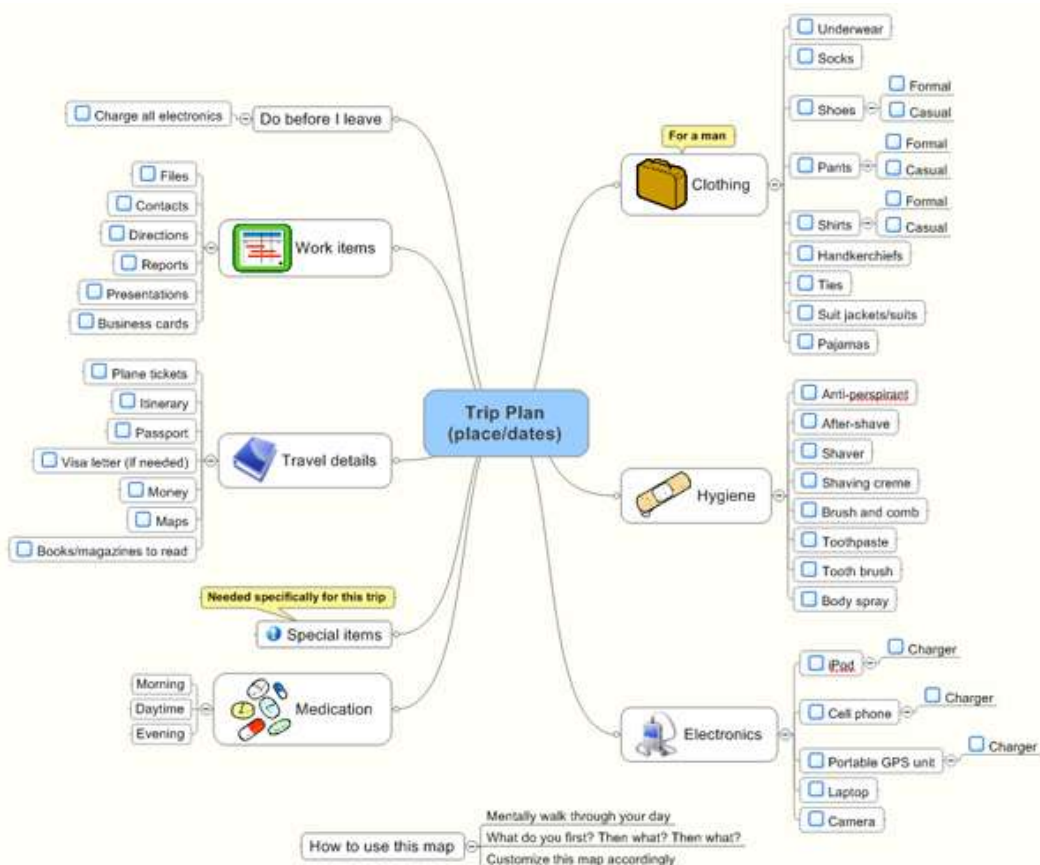 Trip Plan
(place/dates)
Do before I leave
Charge all electronics
Work items
Files
Contacts
Directions
Reports
Presentations
Business cards
Travel details
Plane tickets
Itinerary
Passport
Visa letter (if needed)
Money
Maps
Books/magazines to read
Needed specifically for this trip
Special items
Medication
Morning
Daytime
Evening
For a man
Clothing
Underwear
Socks
Shoes
Formal
Casual
Pants
Formal
Casual
Shirts
Formal
Casual
Handkerchiefs
Ties
Suit jackets/suits
Pajamas
Hygiene
Anti-perspirant
After-shave
Shaver
Shaving creme
Brush and comb
Toothpaste
Tooth brush
Body spray
Electronics
iPod
Charger
Cell phone
Charger
Portable GPS unit
Charger
Laptop
Camera
How to use this map
Mentally walk through your day
What do you first? Then what? Then what?
Customize this map accordingly